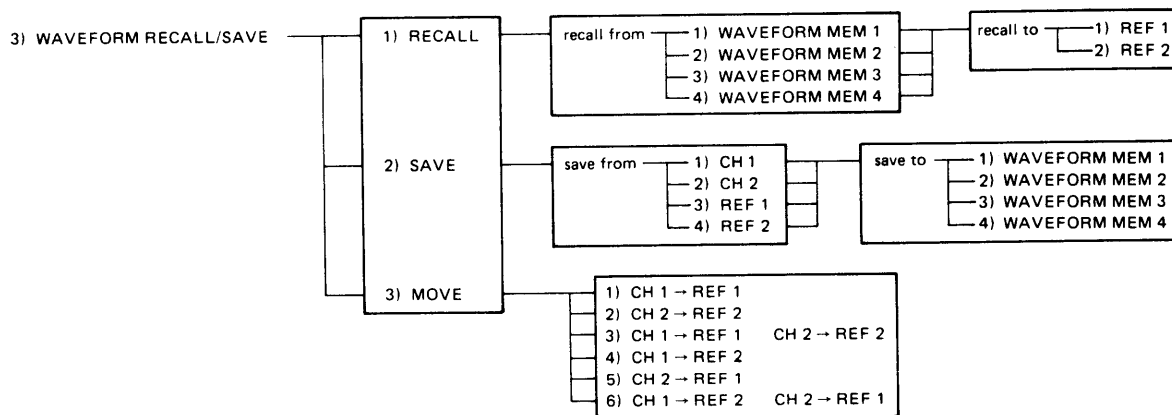 3) WAVEFORM RECALL/SAVE
1) RECALL
recall from
1) WAVEFORM MEM 1
2) WAVEFORM MEM 2
3) WAVEFORM MEM 3
4) WAVEFORM MEM 4
recall to
1) REF 1
2) REF 2
2) SAVE
save from
1) CH 1
2) CH 2
3) REF 1
4) REF 2
save to
1) WAVEFORM MEM 1
2) WAVEFORM MEM 2
3) WAVEFORM MEM 3
4) WAVEFORM MEM 4
3) MOVE
1) CH 1 → REF 1
2) CH 2 → REF 2
3) CH 1 → REF 1 CH 2 → REF 2
4) CH 1 → REF 2
5) CH 2 → REF 1
6) CH 1 → REF 2 CH 2 → REF 1